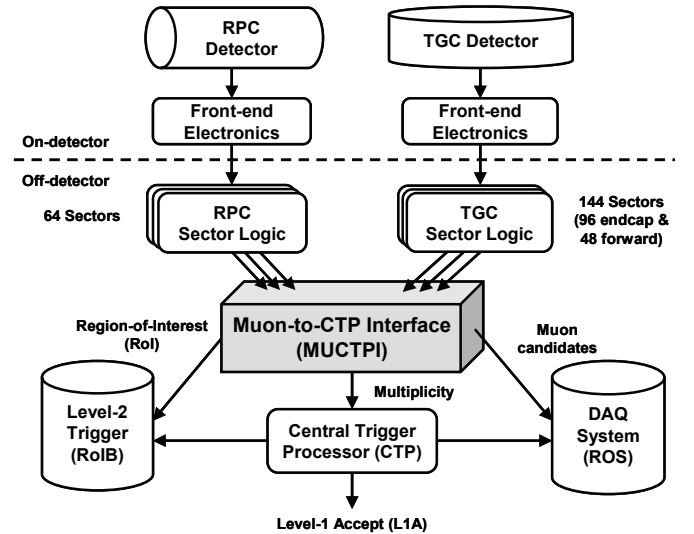 RPC
Detector
TGC Detector
Front-end
Electronics
Front-end
Electronics
On-detector
Off-detector
64 Sectors
RPC
Sector Logic
TGC
Sector Logic
144 Sectors
(96 endcap &
48 forward)
Muon-to-CTP Interface
(MUCTPI)
Region-of-Interest
(RoI)
Muon
candidates
Multiplicity
Level-2
Trigger
(RoIB)
Central Trigger
Processor (CTP)
DAQ
System
(ROS)
Level-1 Accept (L1A)